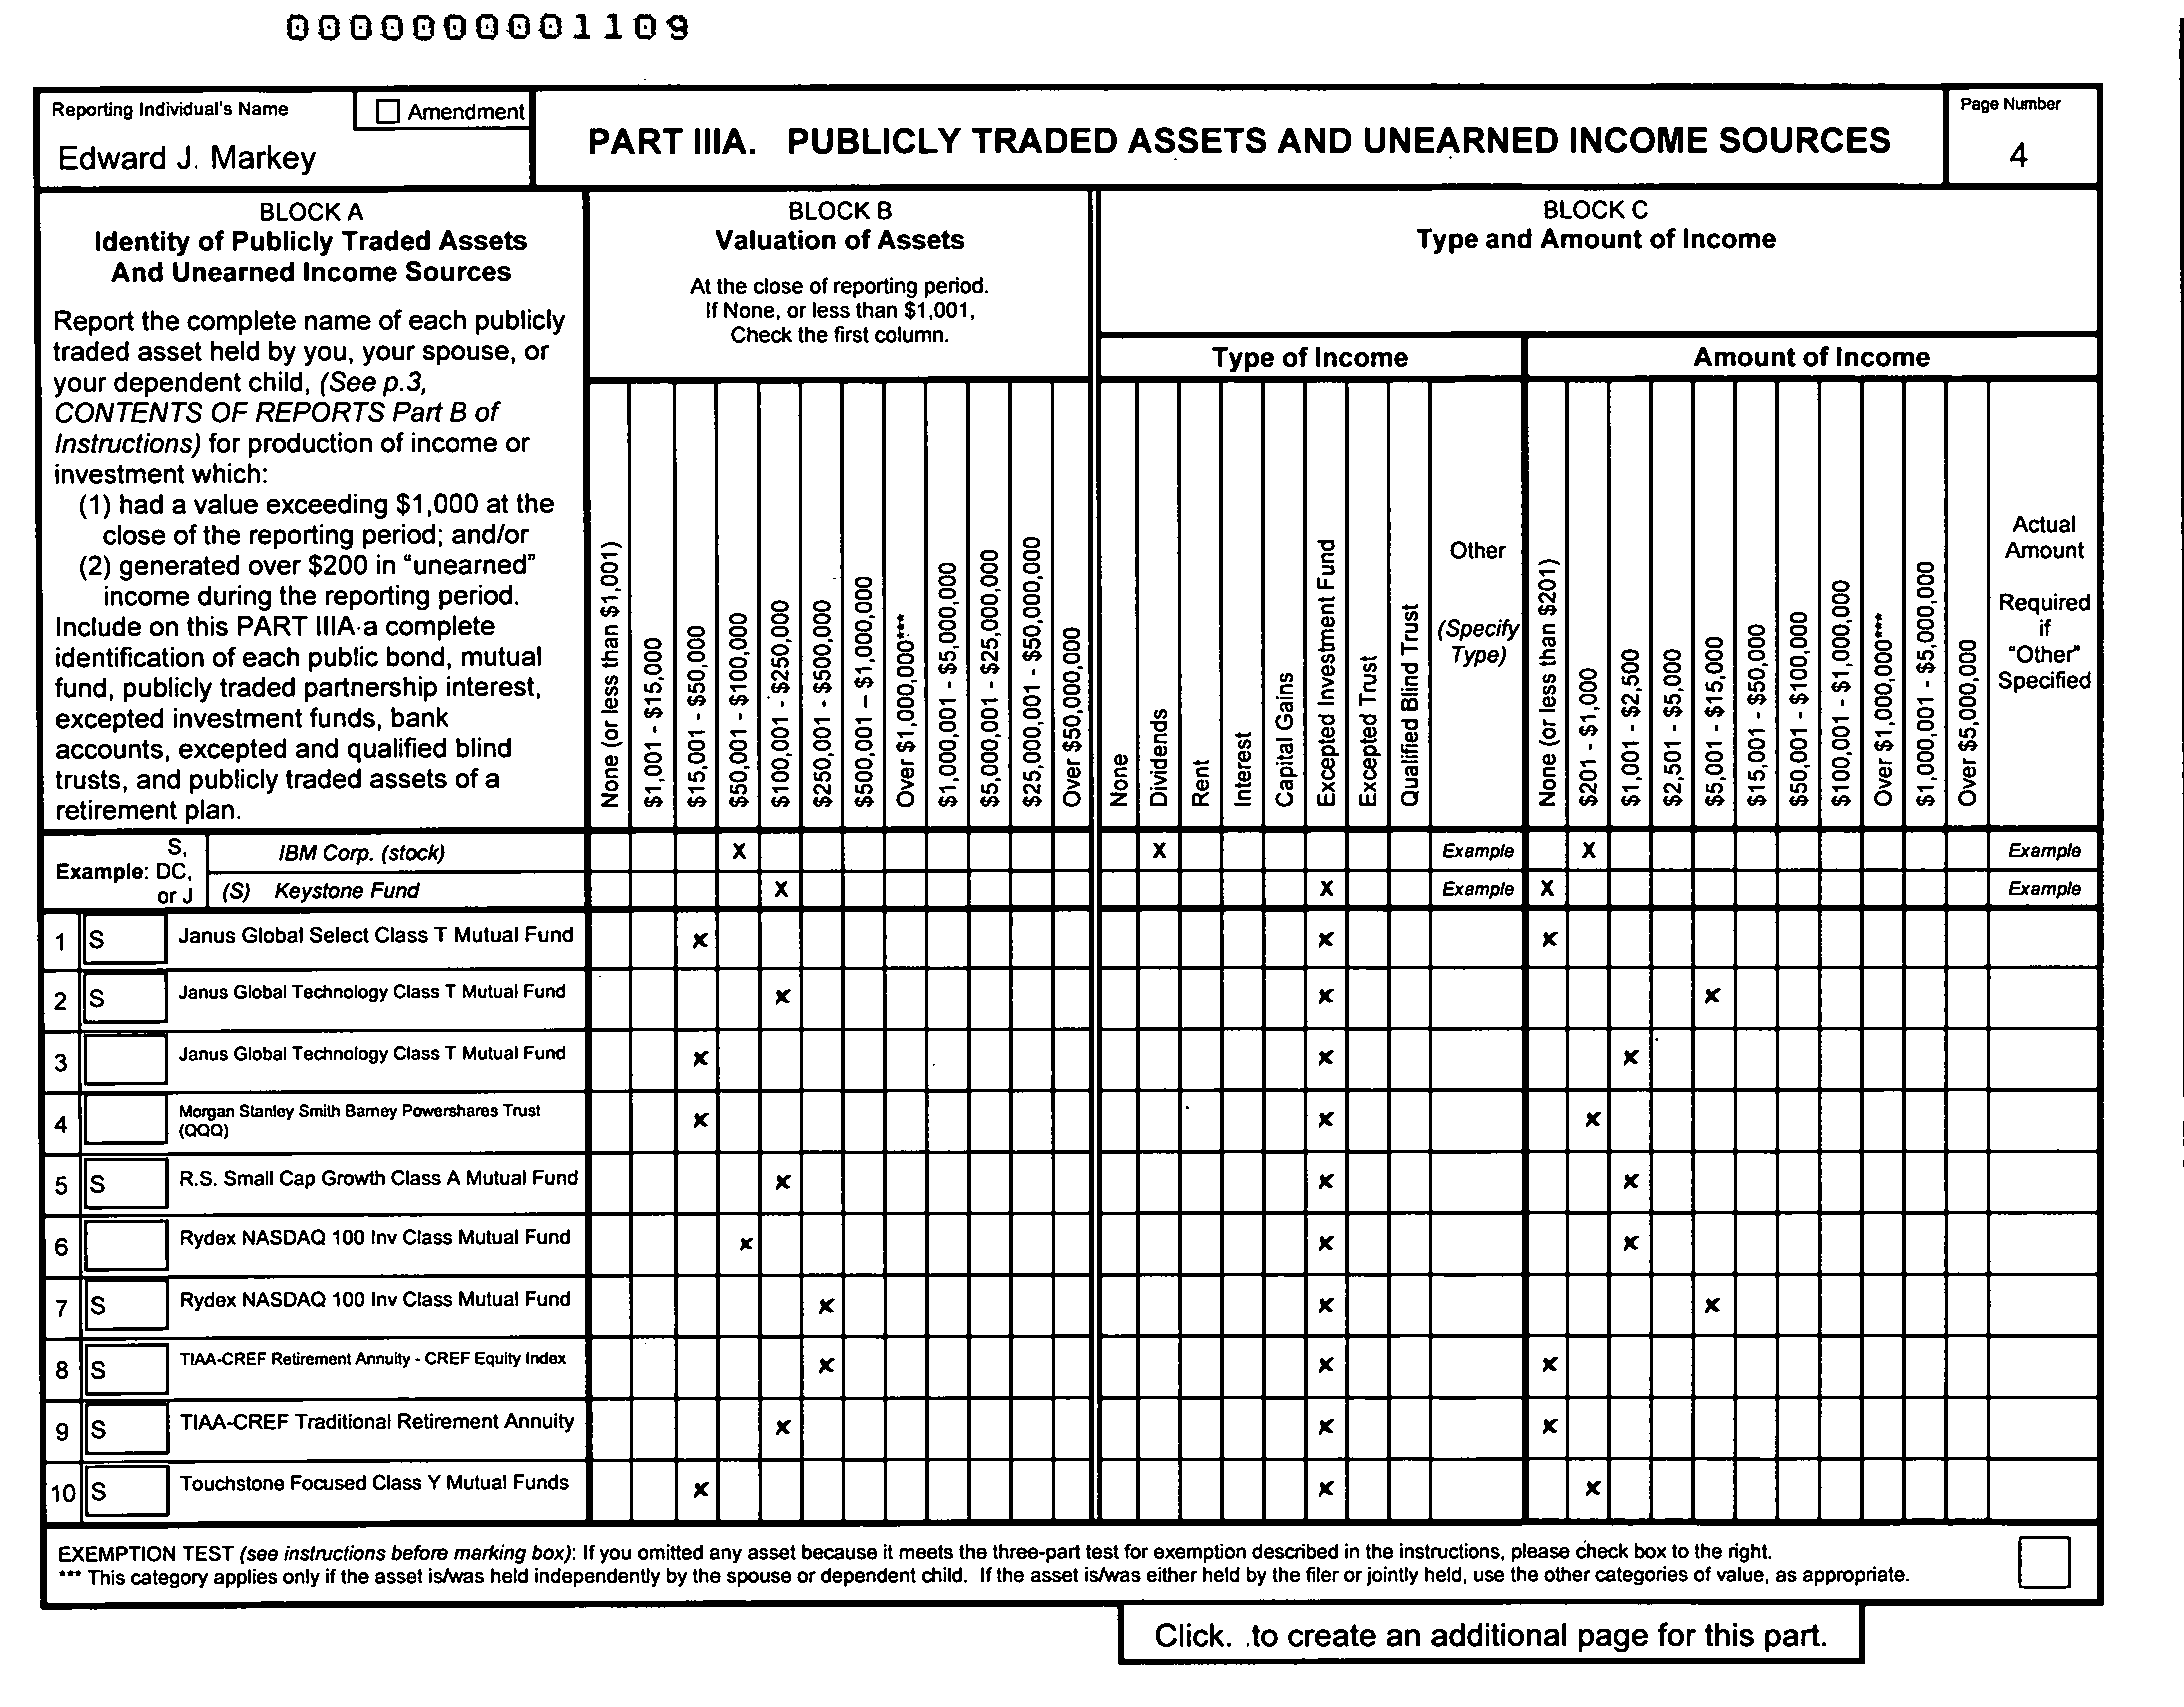 0000000001109
Reporting Individual's Name
Amendment
Edward J. Markey
PART IIIA. PUBLICLY TRADED ASSETS AND UNEARNED INCOME SOURCES
Page Number
4
BLOCK A
Identity of Publicly Traded Assets
And Unearned Income Sources
Report the complete name of each publicly
traded asset held by you, your spouse, or
your dependent child, (See p.3,
CONTENTS OF REPORTS Part B of
Instructions) for production of income or
investment which:
(1) had a value exceeding $1,000 at the
close of the reporting period; and/or
(2) generated over $200 in "unearned"
income during the reporting period.
Include on this PART IIIA a complete
identification of each public bond, mutual
fund, publicly traded partnership interest,
excepted investment funds, bank
accounts, excepted and qualified blind
trusts, and publicly traded assets of a
retirement plan.
BLOCK B
Valuation of Assets
At the close of reporting period.
If None, or less than $1,001,
Check the first column.
None (or less than $1,001)
$1,001 - $15,000
$15,001 - $50,000
$50,001 - $100,000
$100,001 - $250,000
$250,001 - $500,000
$500,001 – $1,000,000
Over $1,000,000***
$1,000,001 - $5,000,000
$5,000,001 - $25,000,000
$25,000,001 - $50,000,000
Over $50,000,000
BLOCK C
Type and Amount of Income
Type of Income
None
Dividends
Rent
Interest
Capital Gains
Excepted Investment Fund
Excepted Trust
Qualified Blind Trust
Other
(Specify
Type)
Amount of Income
None (or less than $201)
$201 - $1,000
$1,001 - $2,500
$2,501 - $5,000
$5,001 - $15,000
$15,001 - $50,000
$50,001 - $100,000
$100,001 - $1,000,000
Over $1,000,000***
$1,000,001 - $5,000,000
Over $5,000,000
Actual
Amount
Required
if
"Other"
Specified
Example: S, DC, or J
IBM Corp. (stock) X X Example X Example
(S) Keystone Fund X X Example X Example
1 S Janus Global Select Class T Mutual Fund x x x
2 S Janus Global Technology Class T Mutual Fund x x x
3 Janus Global Technology Class T Mutual Fund x x x
4 Morgan Stanley Smith Barney Powershares Trust
(QQQ) x x x
5 S R.S. Small Cap Growth Class A Mutual Fund x x x
6 Rydex NASDAQ 100 Inv Class Mutual Fund x x x
7 S Rydex NASDAQ 100 Inv Class Mutual Fund x x x
8 S TIAA-CREF Retirement Annuity - CREF Equity Index x x x
9 S TIAA-CREF Traditional Retirement Annuity x x x
10 S Touchstone Focused Class Y Mutual Funds x x x
EXEMPTION TEST (see instructions before marking box): If you omitted any asset because it meets the three-part test for exemption described in the instructions, please check box to the right.
*** This category applies only if the asset is/was held independently by the spouse or dependent child. If the asset is/was either held by the filer or jointly held, use the other categories of value, as appropriate.
Click. .to create an additional page for this part.